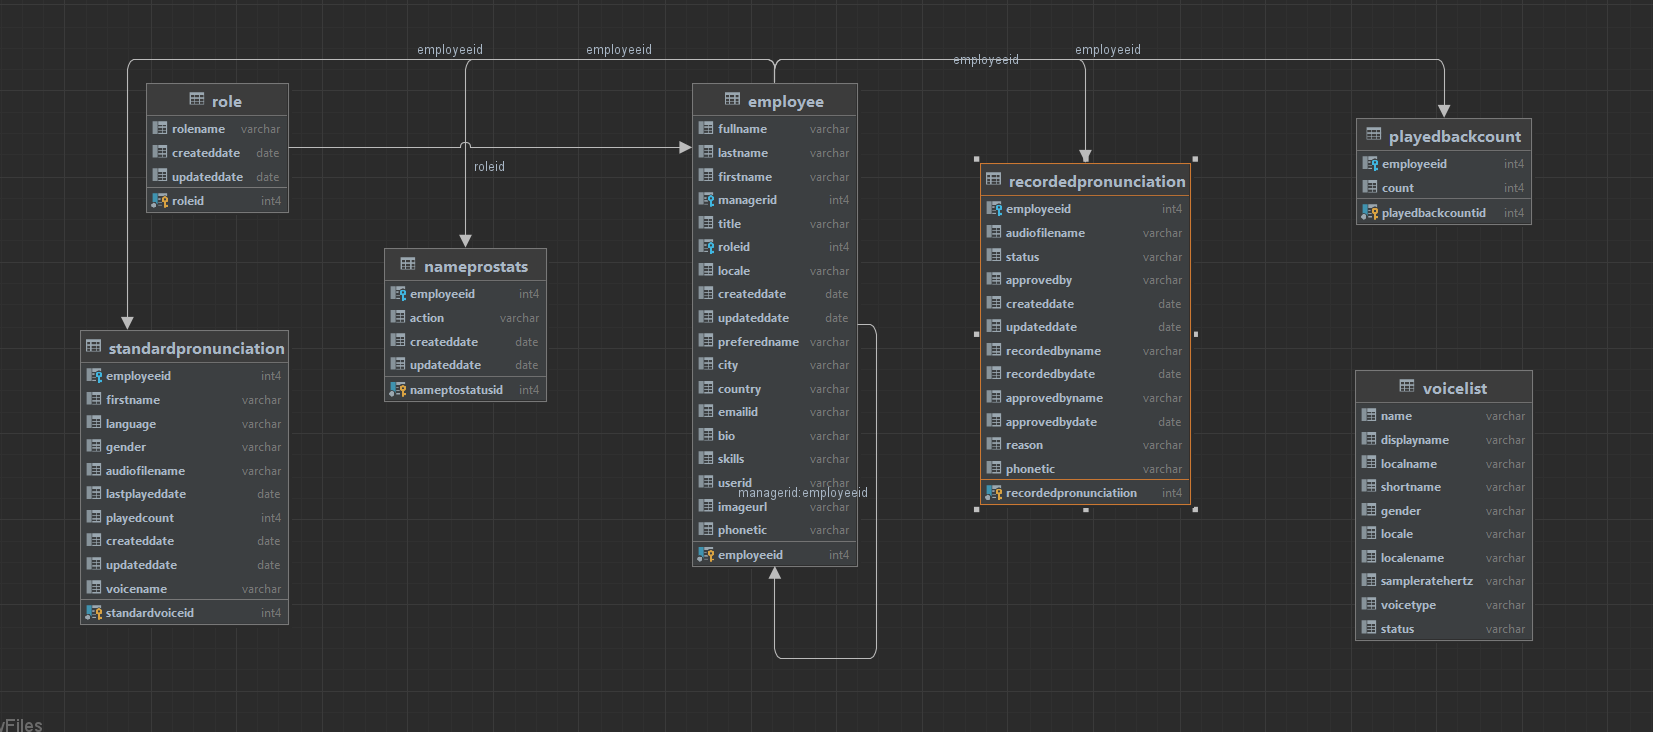 employeeid
employeeid
employeeid
employeeid
role
rolename varchar
createddate date
updateddate date
roleid int4
roleid
employee
fullname varchar
lastname varchar
firstname varchar
managerid int4
title varchar
roleid int4
locale varchar
createddate date
updateddate date
preferedname varchar
city varchar
country varchar
emailid varchar
bio varchar
skills varchar
userid varchar
managerid:employeeid
imageurl varchar
phonetic varchar
employeeid int4
recordedpronunciation
employeeid int4
audiofilename varchar
status varchar
approvedby varchar
createddate date
updateddate date
recordedbyname varchar
recordedbydate date
approvedbyname varchar
approvedbydate date
reason varchar
phonetic varchar
recordedpronunciatiion int4
playedbackcount
employeeid int4
count int4
playedbackcountid int4
nameprostats
employeeid int4
action varchar
createddate date
updateddate date
nameptostatusid int4
standardpronunciation
employeeid int4
firstname varchar
language varchar
gender varchar
audiofilename varchar
lastplayeddate date
playedcount int4
createddate date
updateddate date
voicename varchar
standardvoiceid int4
voicelist
name varchar
displayname varchar
localname varchar
shortname varchar
gender varchar
locale varchar
localename varchar
sampleratehertz varchar
voicetype varchar
status varchar
yFiles